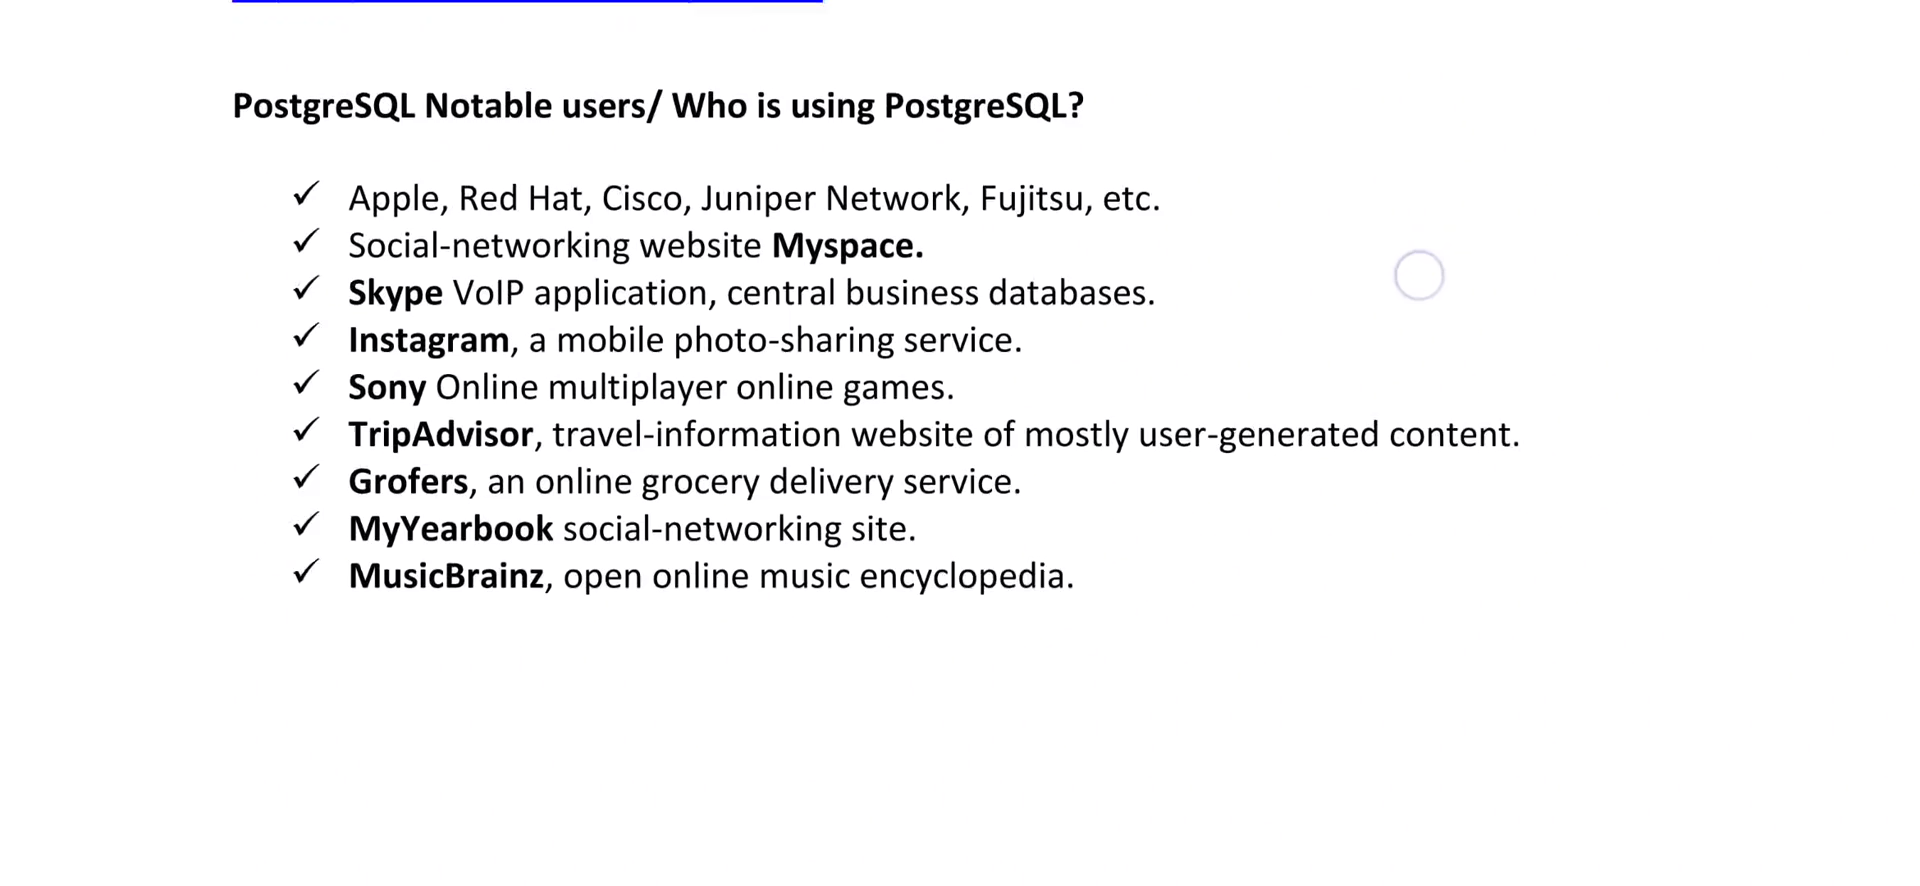 PostgreSQL Notable users/ Who is using PostgreSQL?
✓ Apple, Red Hat, Cisco, Juniper Network, Fujitsu, etc.
✓ Social-networking website Myspace.
✓ Skype VoIP application, central business databases.
✓ Instagram, a mobile photo-sharing service.
✓ Sony Online multiplayer online games.
✓ TripAdvisor, travel-information website of mostly user-generated content.
✓ Grofers, an online grocery delivery service.
✓ MyYearbook social-networking site.
✓ MusicBrainz, open online music encyclopedia.